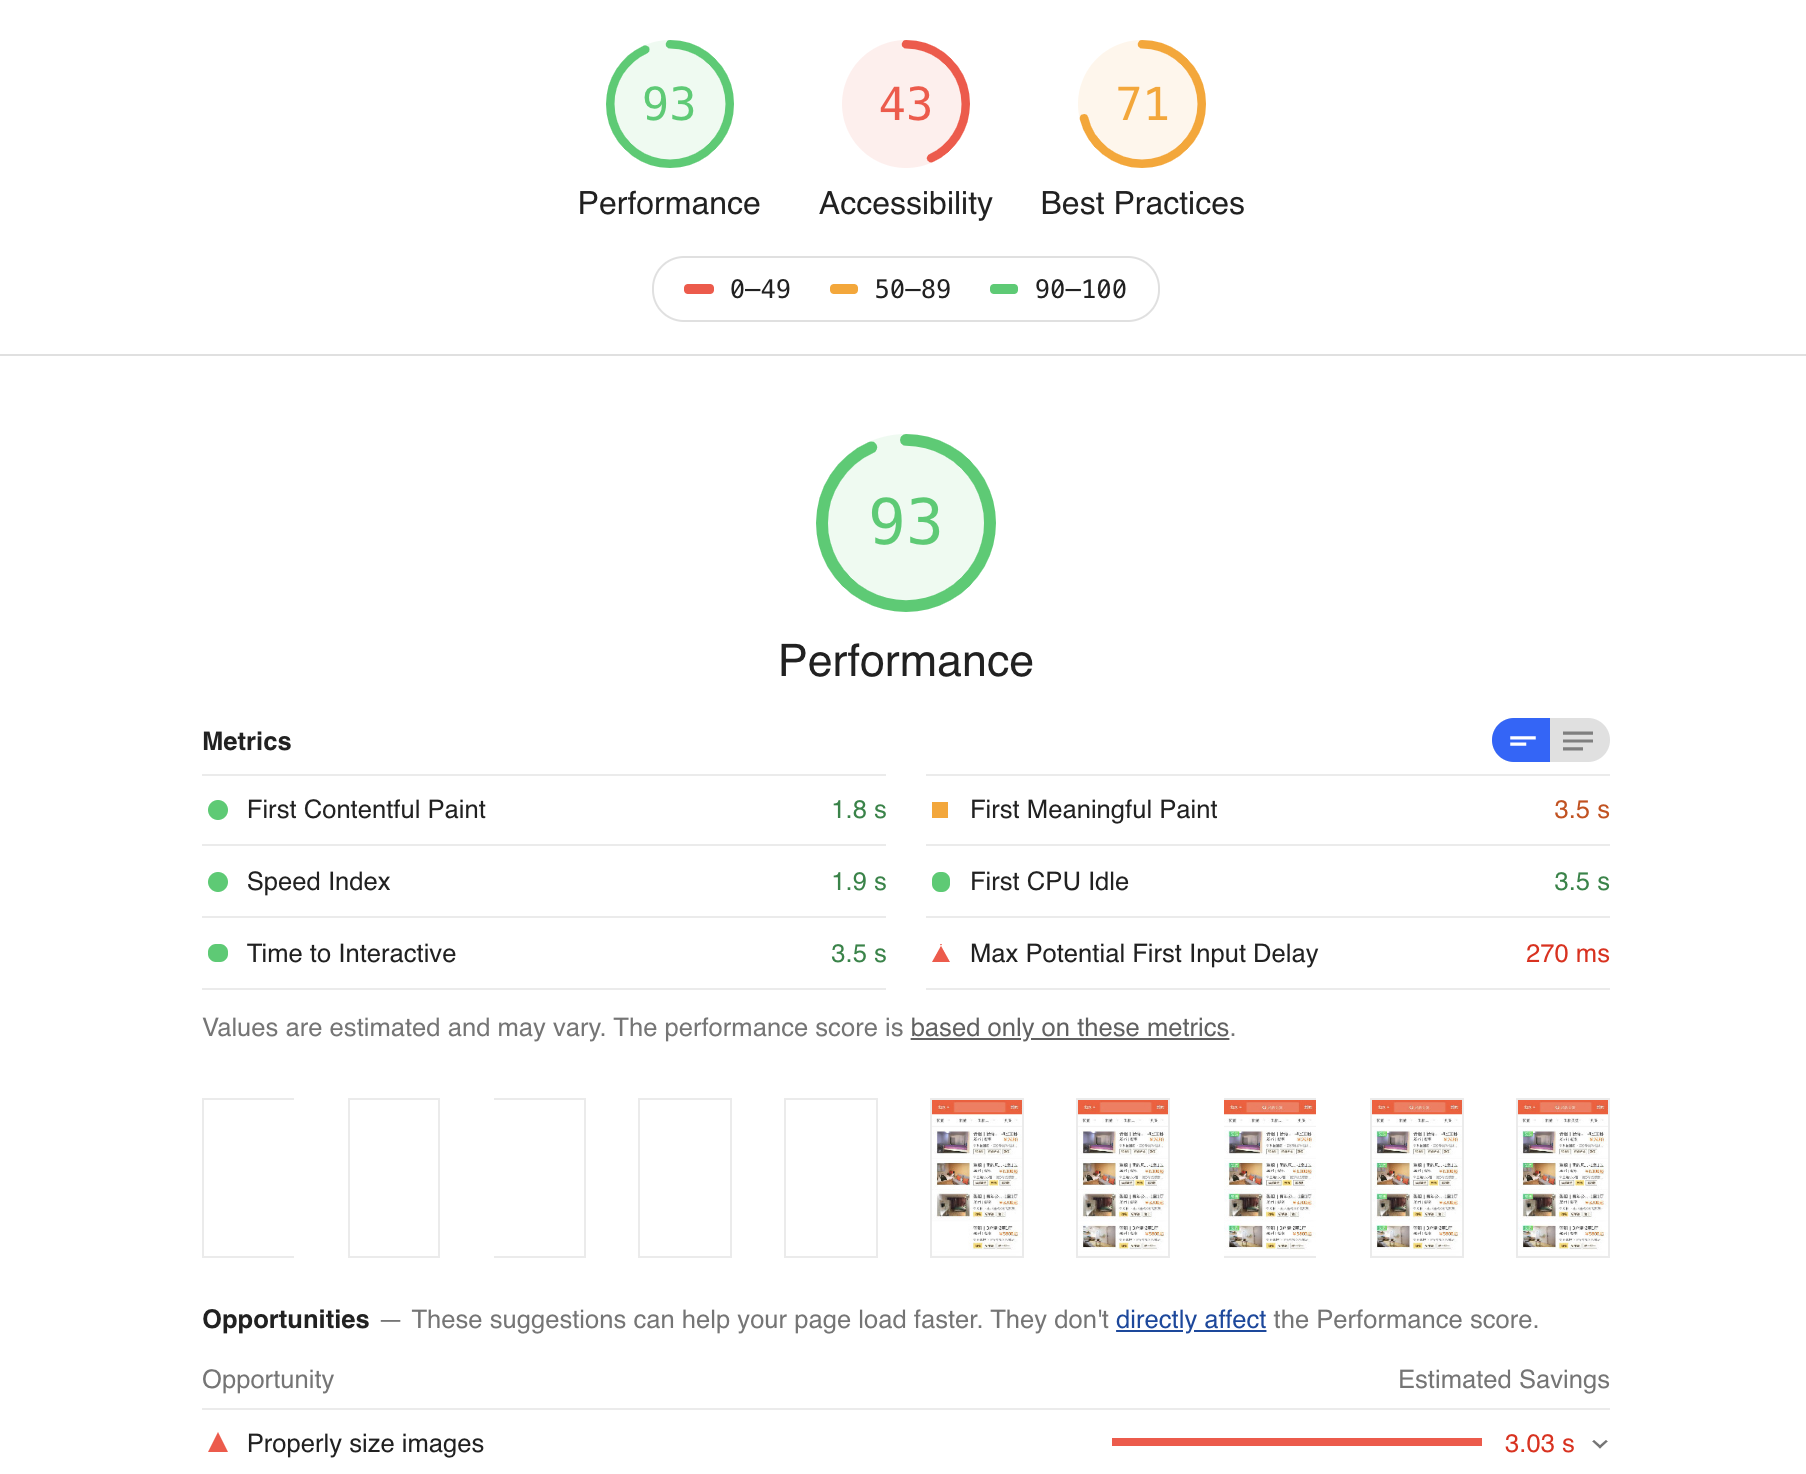 93
43
71
Performance
Accessibility
Best Practices
0–49
50–89
90–100
93
Performance
Metrics
First Contentful Paint
1.8 s
First Meaningful Paint
3.5 s
Speed Index
1.9 s
First CPU Idle
3.5 s
Time to Interactive
3.5 s
Max Potential First Input Delay
270 ms
Values are estimated and may vary. The performance score is based only on these metrics.
Opportunities — These suggestions can help your page load faster. They don't directly affect the Performance score.
Opportunity
Estimated Savings
Properly size images
3.03 s